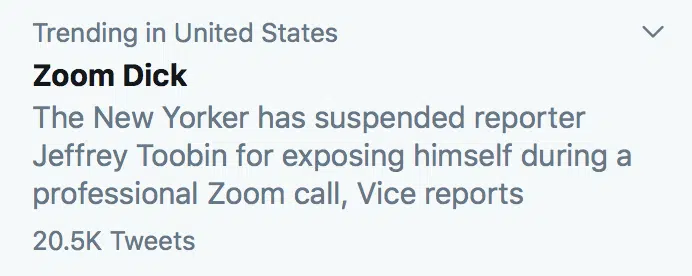 Trending in United States
Zoom Dick
The New Yorker has suspended reporter
Jeffrey Toobin for exposing himself during a
professional Zoom call, Vice reports
20.5K Tweets